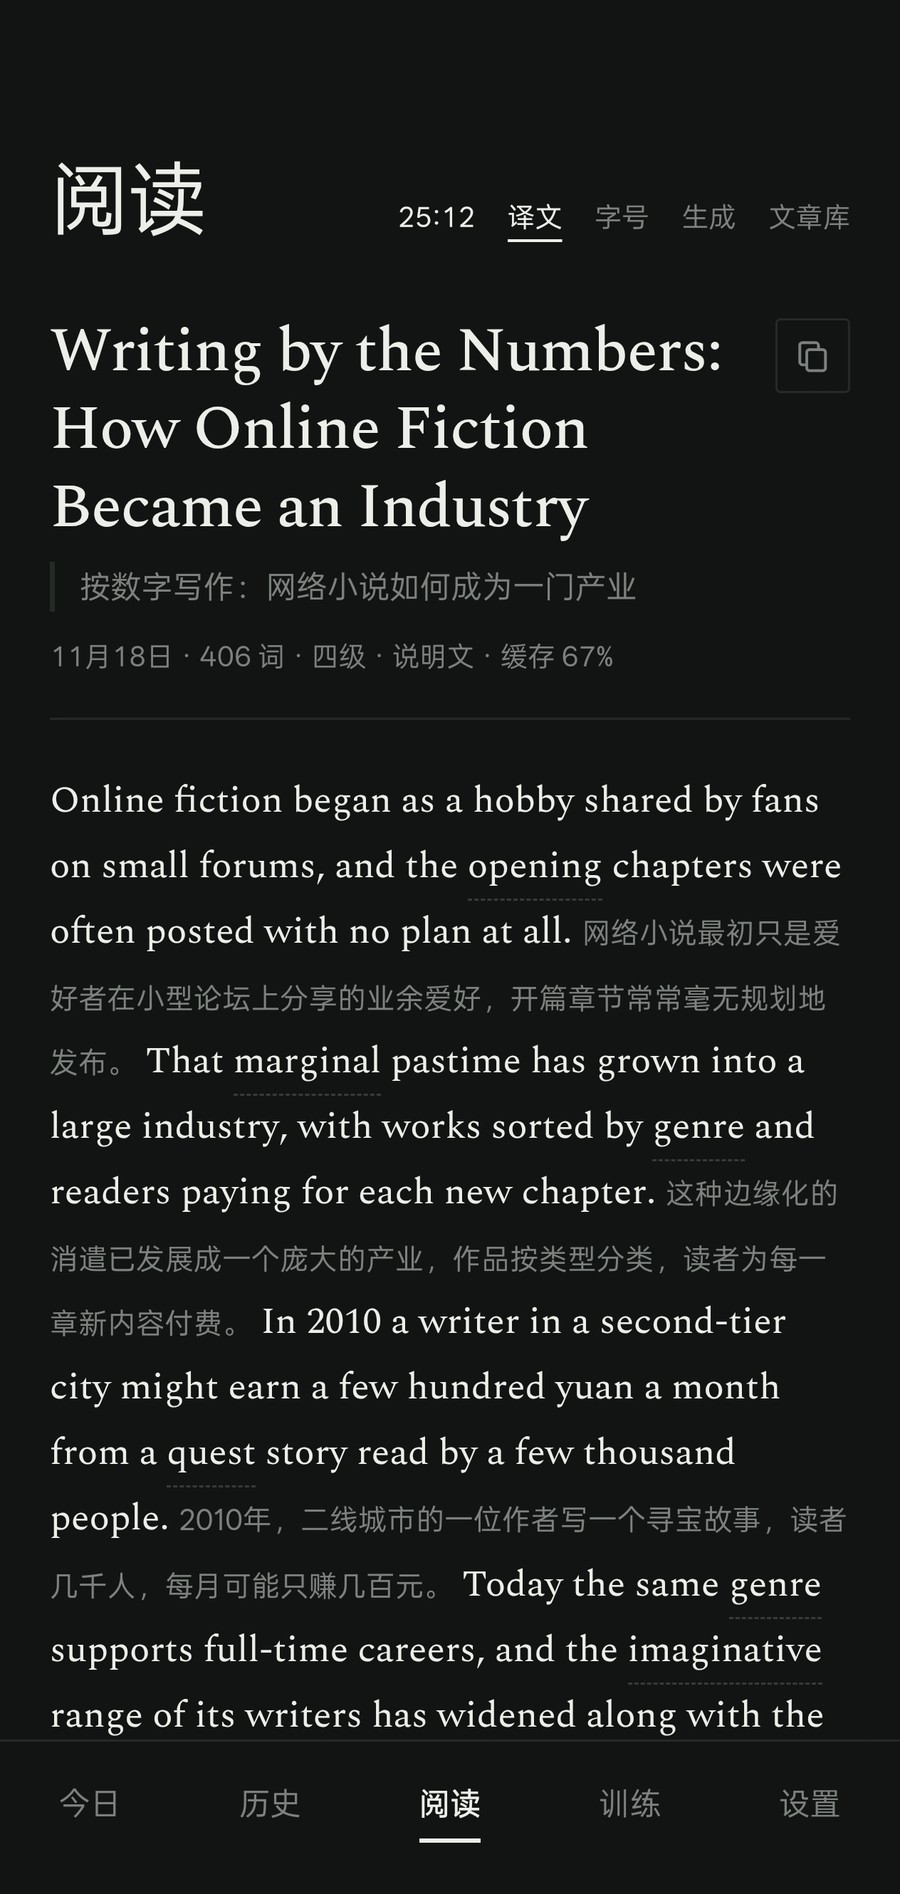 阅读
25:12 译文 字号 生成 文章库
Writing by the Numbers:
How Online Fiction
Became an Industry
按数字写作：网络小说如何成为一门产业
11月18日 · 406 词 · 四级 · 说明文 · 缓存 67%
Online fiction began as a hobby shared by fans
on small forums, and the opening chapters were
often posted with no plan at all. 网络小说最初只是爱
好者在小型论坛上分享的业余爱好，开篇章节常常毫无规划地
发布。 That marginal pastime has grown into a
large industry, with works sorted by genre and
readers paying for each new chapter. 这种边缘化的
消遣已发展成一个庞大的产业，作品按类型分类，读者为每一
章新内容付费。 In 2010 a writer in a second-tier
city might earn a few hundred yuan a month
from a quest story read by a few thousand
people. 2010年，二线城市的一位作者写一个寻宝故事，读者
几千人，每月可能只赚几百元。 Today the same genre
supports full-time careers, and the imaginative
range of its writers has widened along with the
今日 历史 阅读 训练 设置